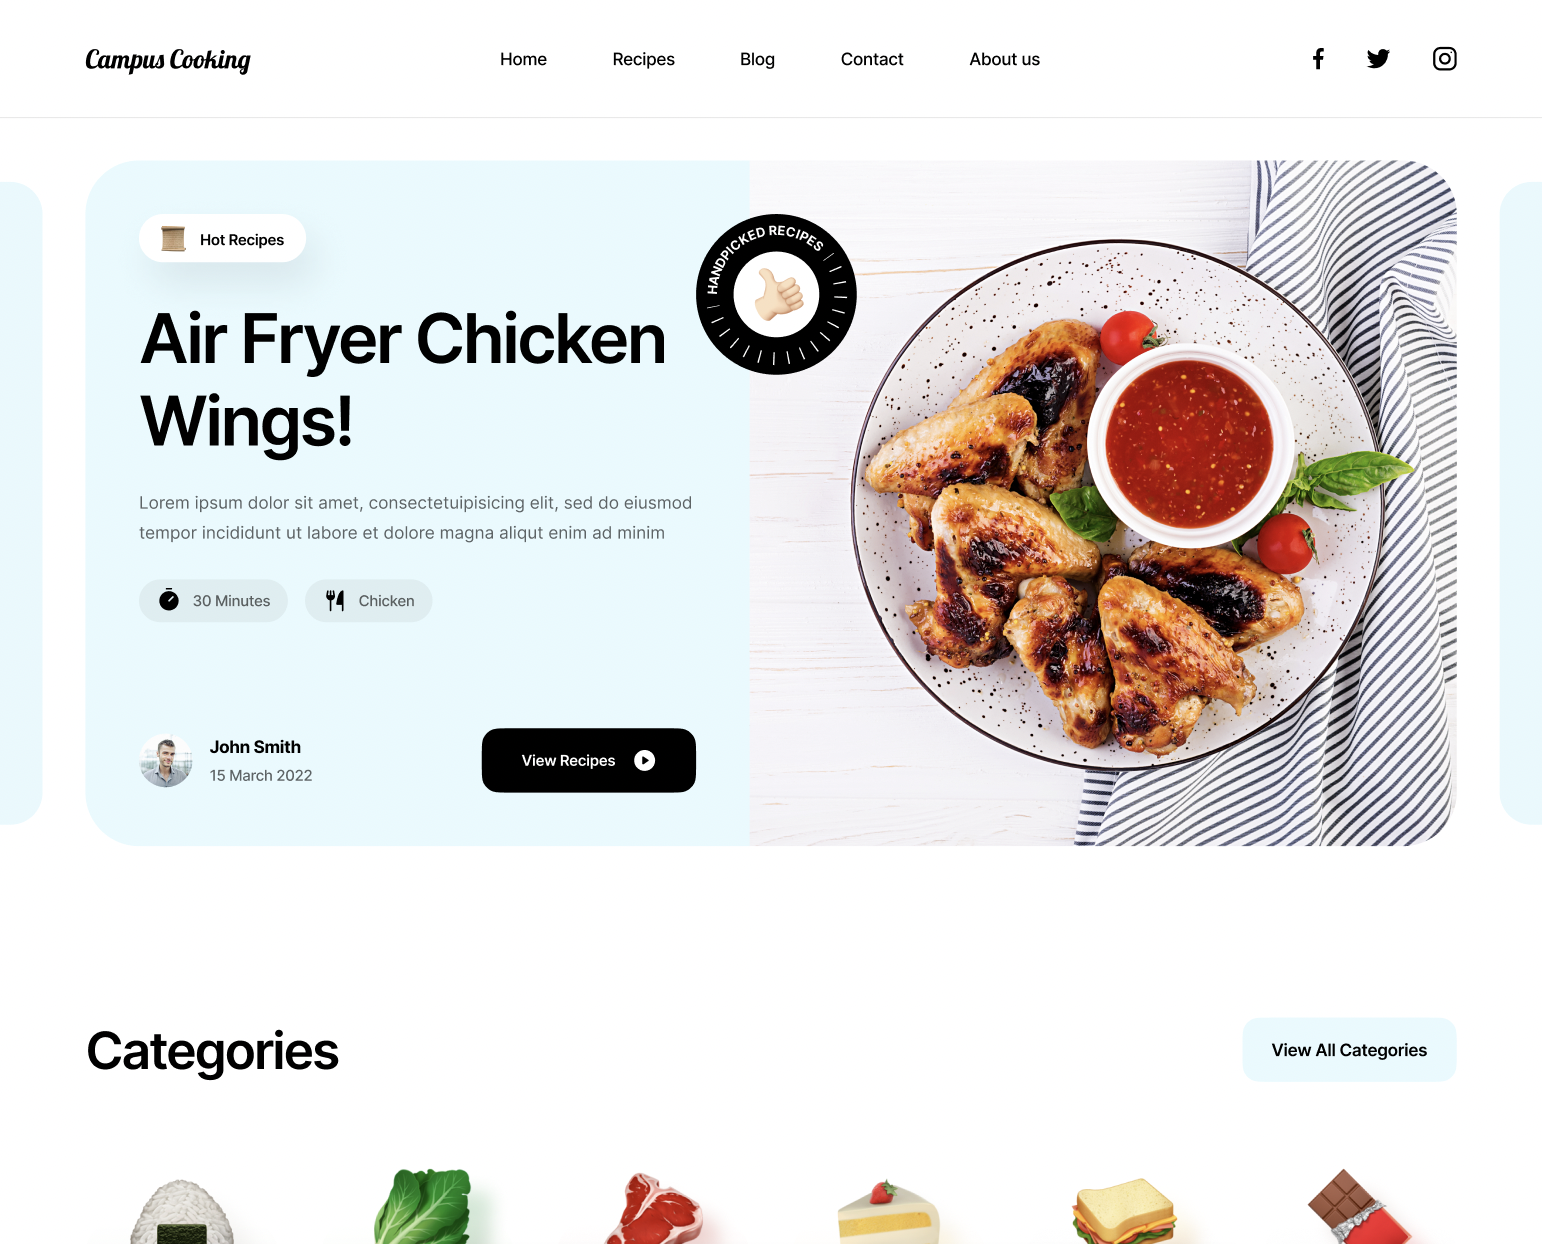 Campus Cooking
Home
Recipes
Blog
Contact
About us
Hot Recipes
HANDPICKED RECIPES
Air Fryer Chicken
Wings!
Lorem ipsum dolor sit amet, consectetuipisicing elit, sed do eiusmod
tempor incididunt ut labore et dolore magna aliqut enim ad minim
30 Minutes
Chicken
John Smith
15 March 2022
View Recipes
Categories
View All Categories